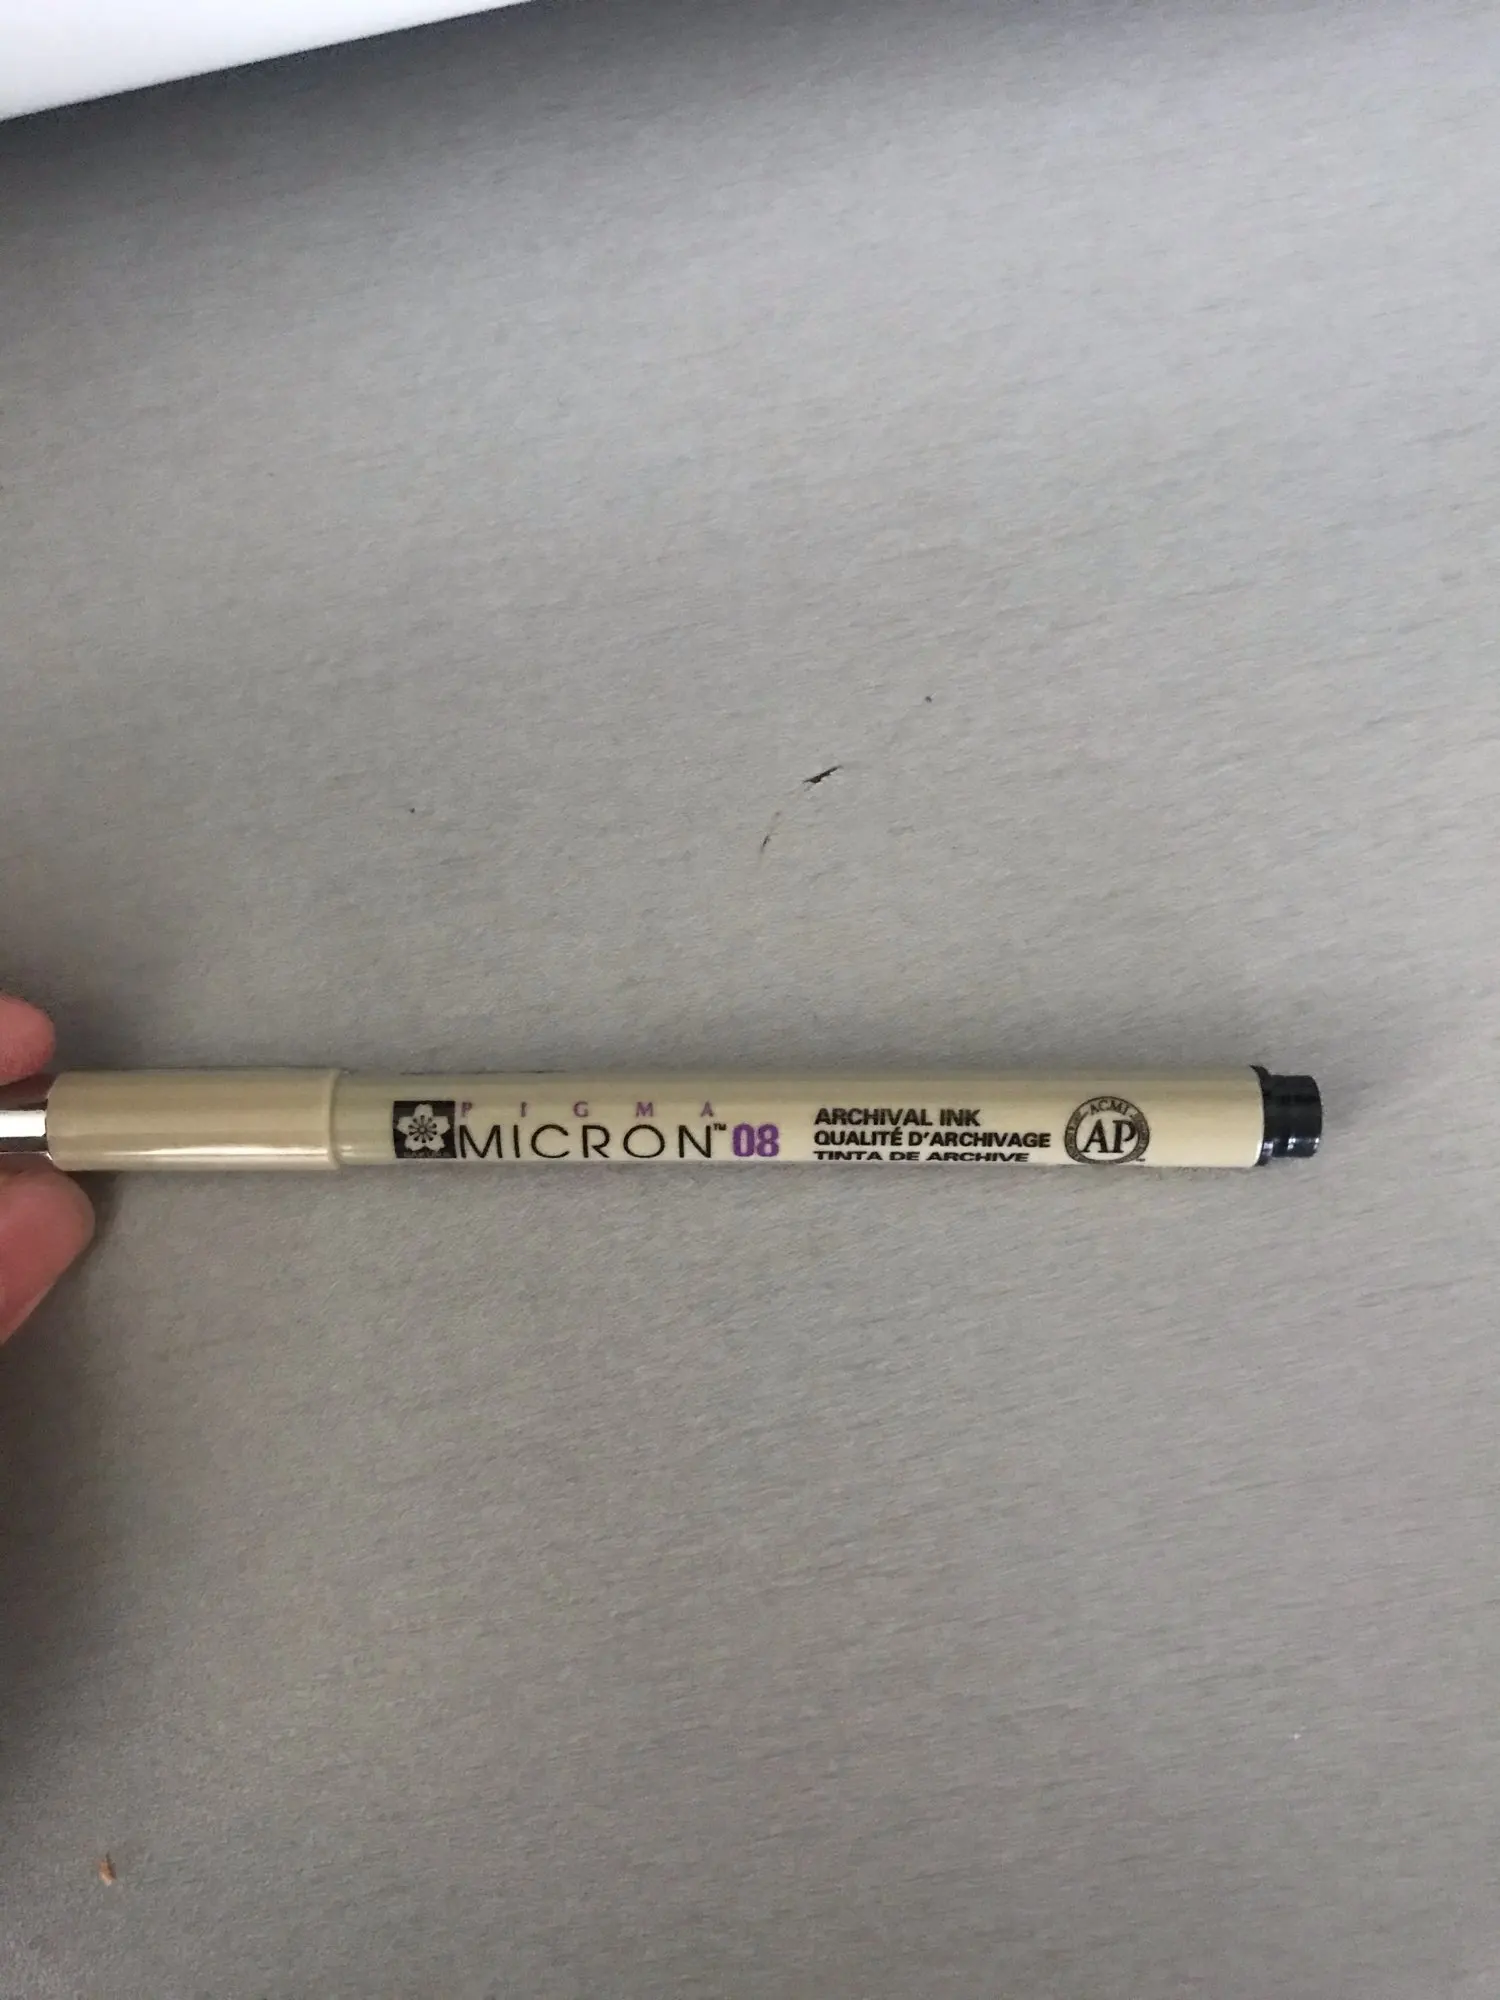 PIGMA
MICRON™ 08
ARCHIVAL INK
QUALITÉ D'ARCHIVAGE
TINTA DE ARCHIVE
ACMI
AP